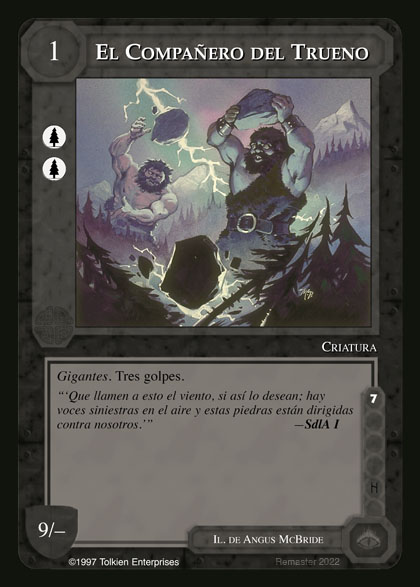 1
EL COMPAÑERO DEL TRUENO
CRIATURA
Gigantes. Tres golpes.
“‘Que llamen a esto el viento, si así lo desean; hay
voces siniestras en el aire y estas piedras están dirigidas
contra nosotros.’” —SdlA I
7
9/–
IL. DE ANGUS MCBRIDE
©1997 Tolkien Enterprises
Remaster 2022